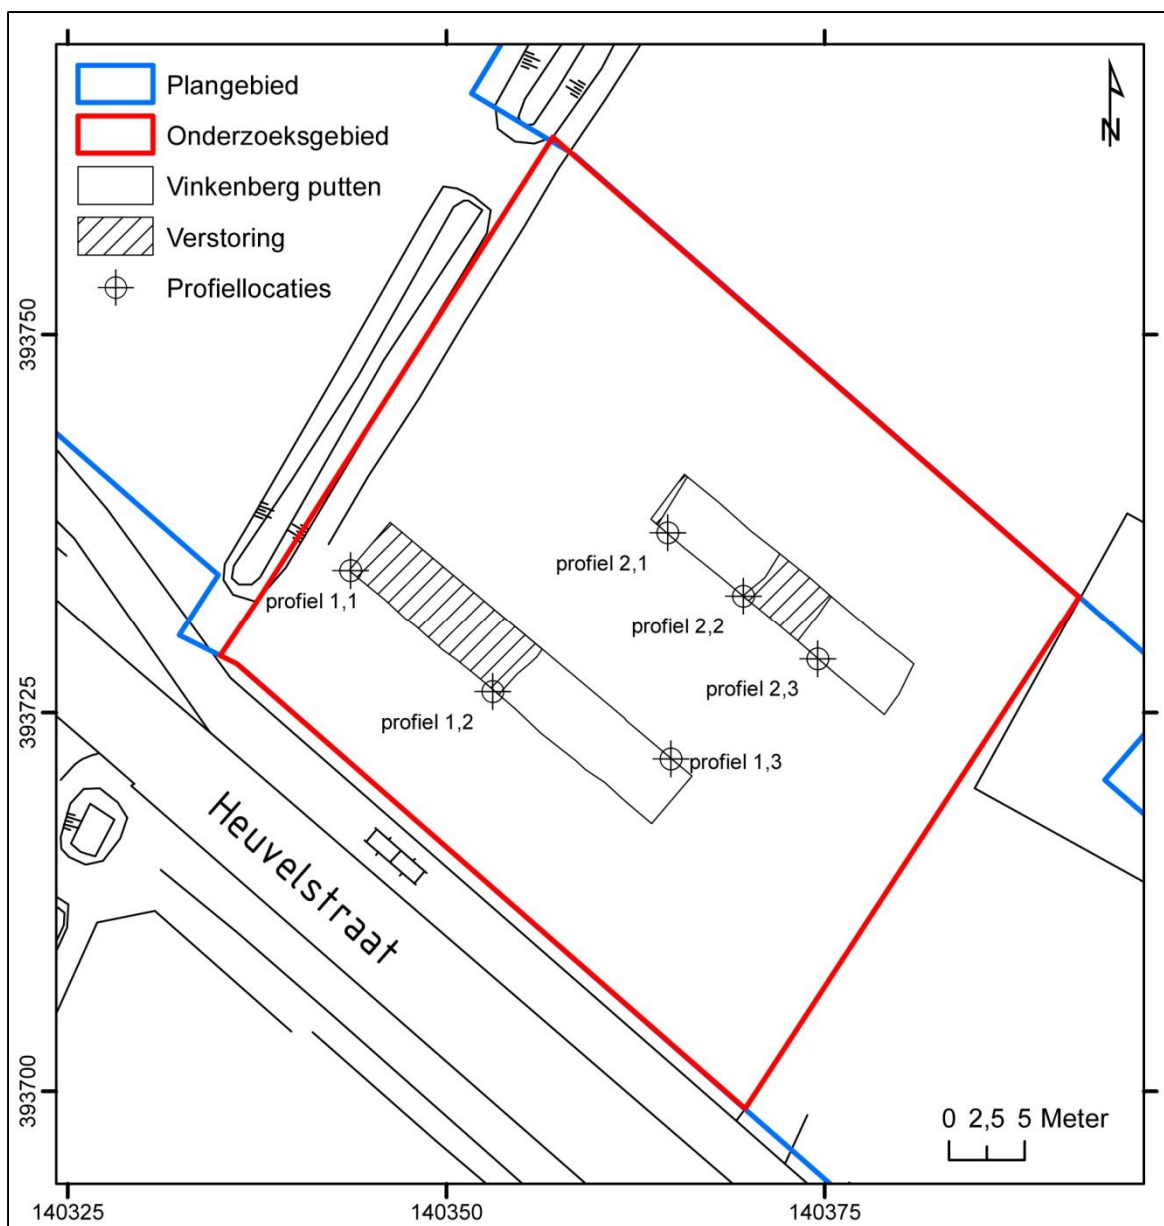 Plangebied
Onderzoeksgebied
Vinkenberg putten
Verstoring
Profiellocaties
N
393750
393725
393700
profiel 1,1
profiel 2,1
profiel 2,2
profiel 2,3
profiel 1,2
profiel 1,3
Heuvelstraat
0 2,5 5 Meter
140325 140350 140375